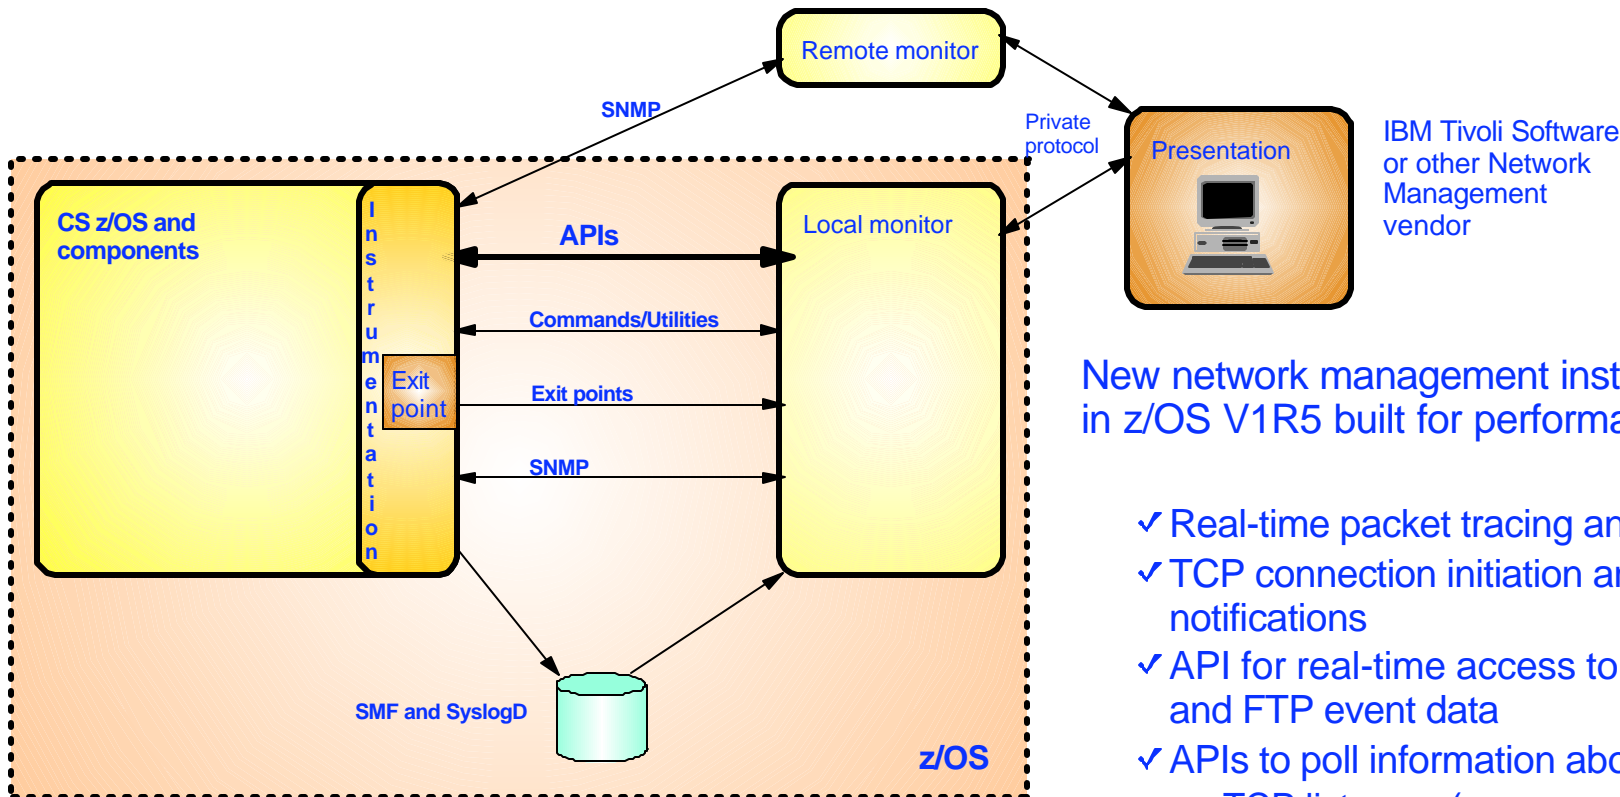 Remote monitor
SNMP
Private
protocol
Presentation
IBM Tivoli Software
or other Network
Management
vendor
CS z/OS and
components
Instrumentation
Exit
point
APIs
Commands/Utilities
Exit points
SNMP
Local monitor
SMF and SyslogD
z/OS
New network management inst
in z/OS V1R5 built for performa
✓ Real-time packet tracing an
✓ TCP connection initiation a
notifications
✓ API for real-time access to
and FTP event data
✓ APIs to poll information abo